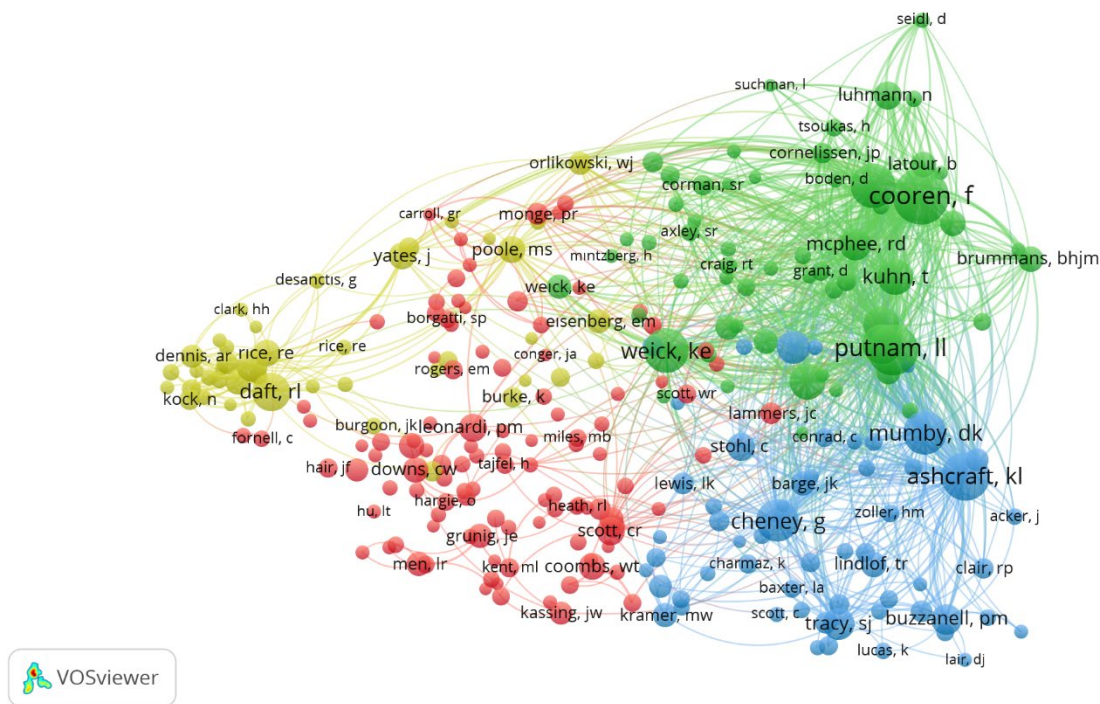 seidl, d
suchman, l
luhmann, n
tsoukas, h
orlikowski, wj
cornelissen, jp
latour, b
corman, sr
boden, d
cooren, f
carroll, gr
monge, pr
axley, sr
mcphee, rd
yates, j
poole, ms
mintzberg, h
craig, rt
grant, d
kuhn, t
brummans, bhjm
desanctis, g
weick, ke
clark, hh
borgatti, sp
eisenberg, em
dennis, ar
rice, re
rice, re
conger, ja
weick, ke
putnam, ll
rogers, em
daft, rl
kock, n
burke, k
scott, wr
lammers, jc
fornell, c
burgoon, jk
leonardi, pm
miles, mb
stohl, c
conrad, c
mumby, dk
hair, jf
downs, cw
tajfel, h
ashcraft, kl
hargie, o
lewis, lk
barge, jk
hu, lt
heath, rl
zoller, hm
acker, j
grunig, je
scott, cr
cheney, g
men, lr
kent, ml
coombs, wt
charmaz, k
lindlof, tr
clair, rp
baxter, la
kassing, jw
kramer, mw
scott, c
tracy, sj
buzzanell, pm
lucas, k
lair, dj
VOSviewer